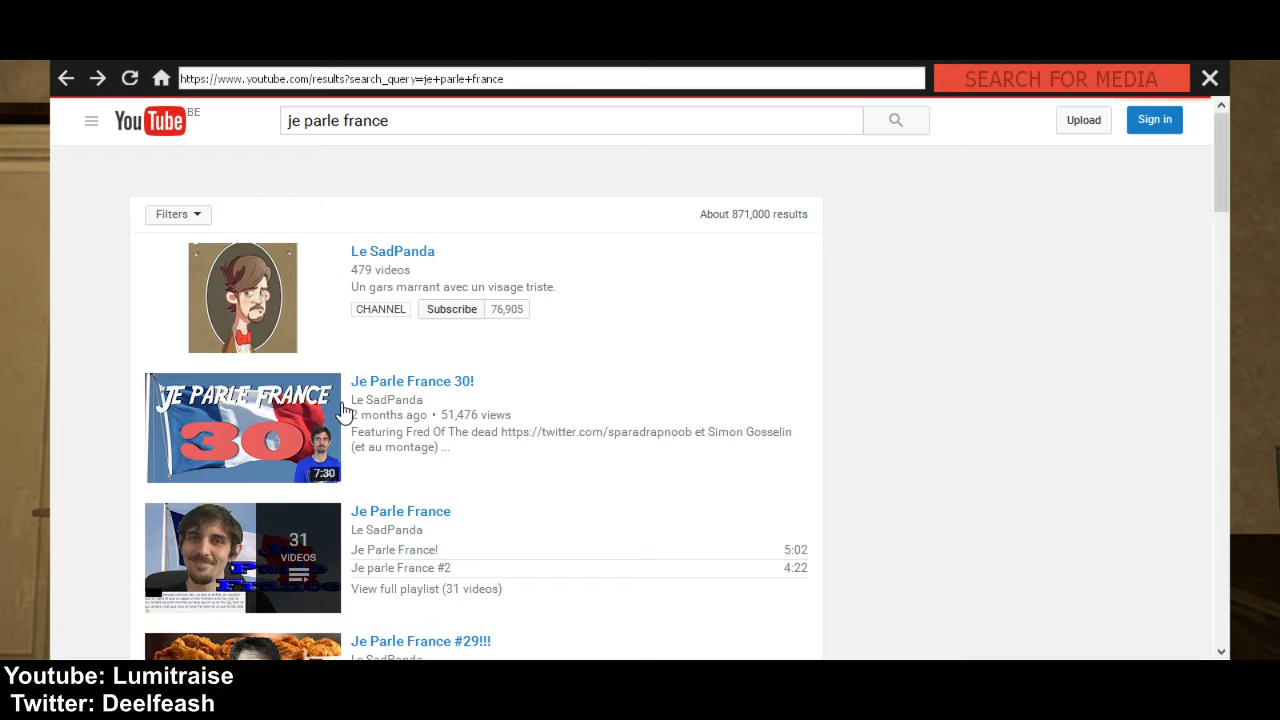 https://www.youtube.com/results?search_query=je+parle+france
SEARCH FOR MEDIA
YouTube BE
je parle france
Upload
Sign in
Filters
About 871,000 results
Le SadPanda
479 videos
Un gars marrant avec un visage triste.
CHANNEL
Subscribe
76,905
JE PARLE FRANCE
30
7:30
Je Parle France 30!
Le SadPanda
2 months ago • 51,476 views
Featuring Fred Of The dead https://twitter.com/sparadrapnoob et Simon Gosselin
(et au montage) ...
31
VIDEOS
Je Parle France
Le SadPanda
Je Parle France! 5:02
Je parle France #2 4:22
View full playlist (31 videos)
Je Parle France #29!!!
Le SadPanda
Youtube: Lumitraise
Twitter: Deelfeash